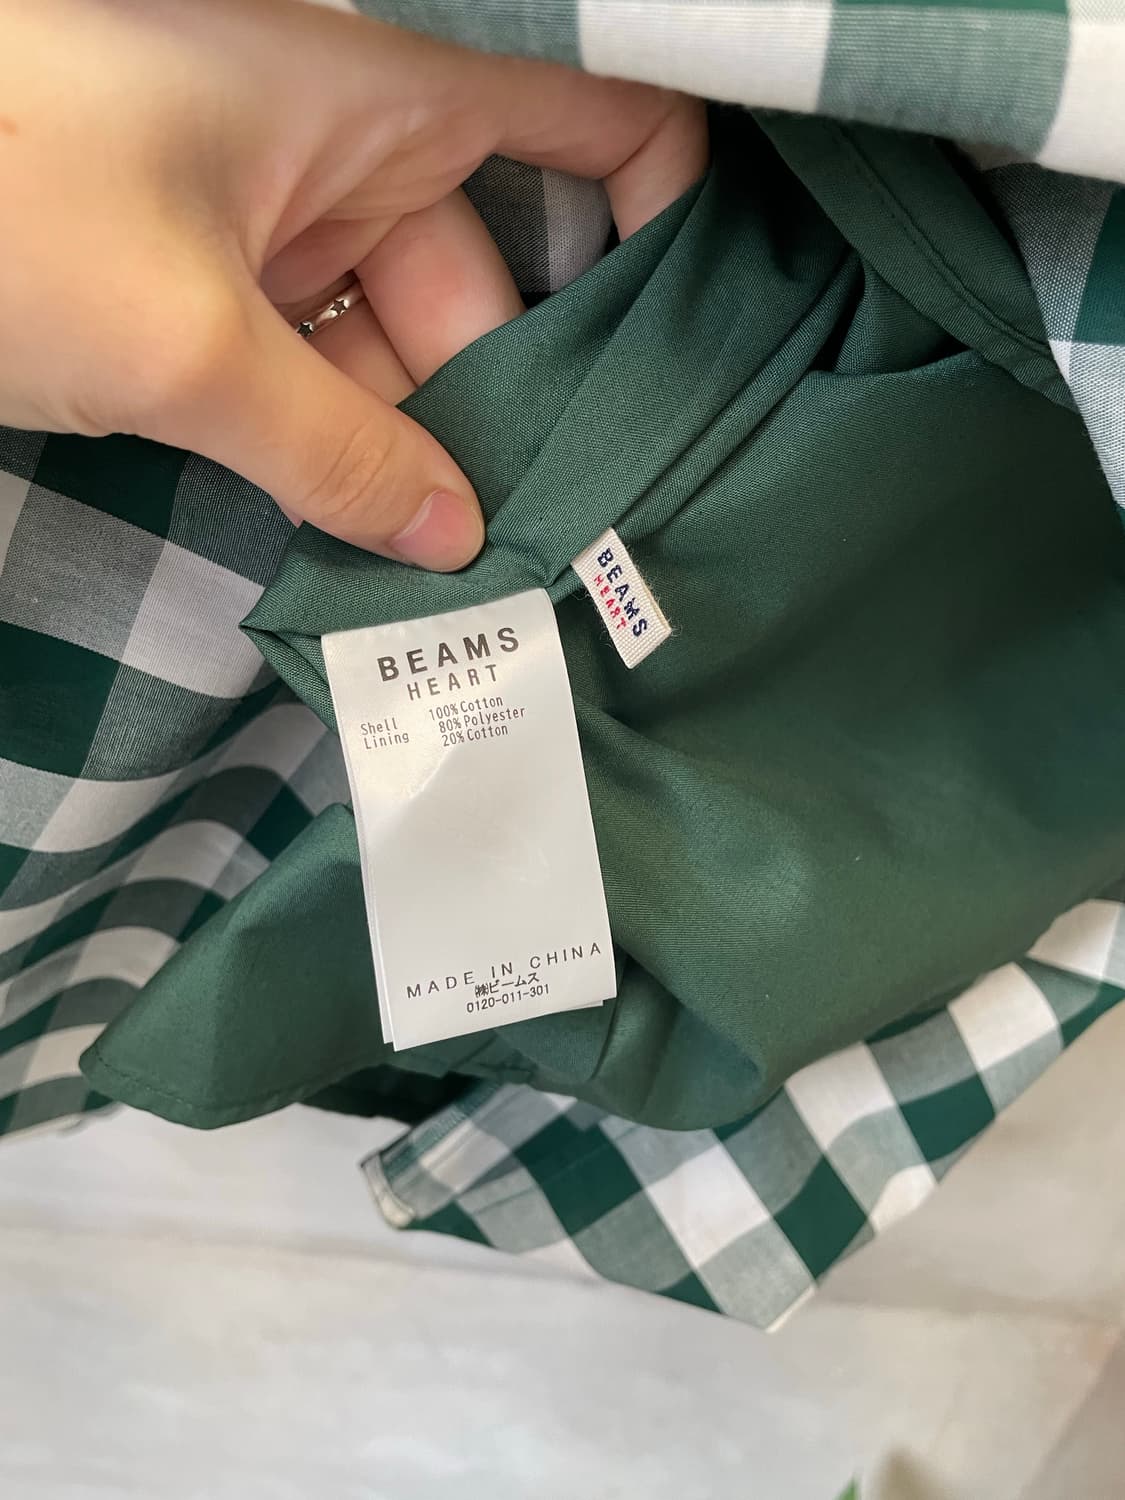 BEAMS
HEART
BEAMS
HEART
Shell 100% Cotton
Lining 80% Polyester
20% Cotton
MADE IN CHINA
㈱ビームス
0120-011-301